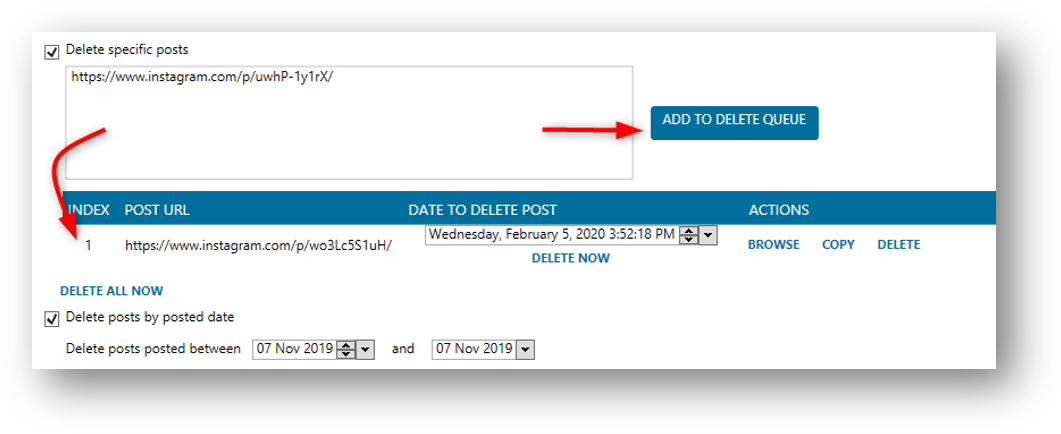 Delete specific posts
https://www.instagram.com/p/uwhP-1y1rX/
ADD TO DELETE QUEUE
INDEX POST URL DATE TO DELETE POST ACTIONS
1 https://www.instagram.com/p/wo3Lc5S1uH/ Wednesday, February 5, 2020 3:52:18 PM BROWSE COPY DELETE
DELETE NOW
DELETE ALL NOW
Delete posts by posted date
Delete posts posted between 07 Nov 2019 and 07 Nov 2019